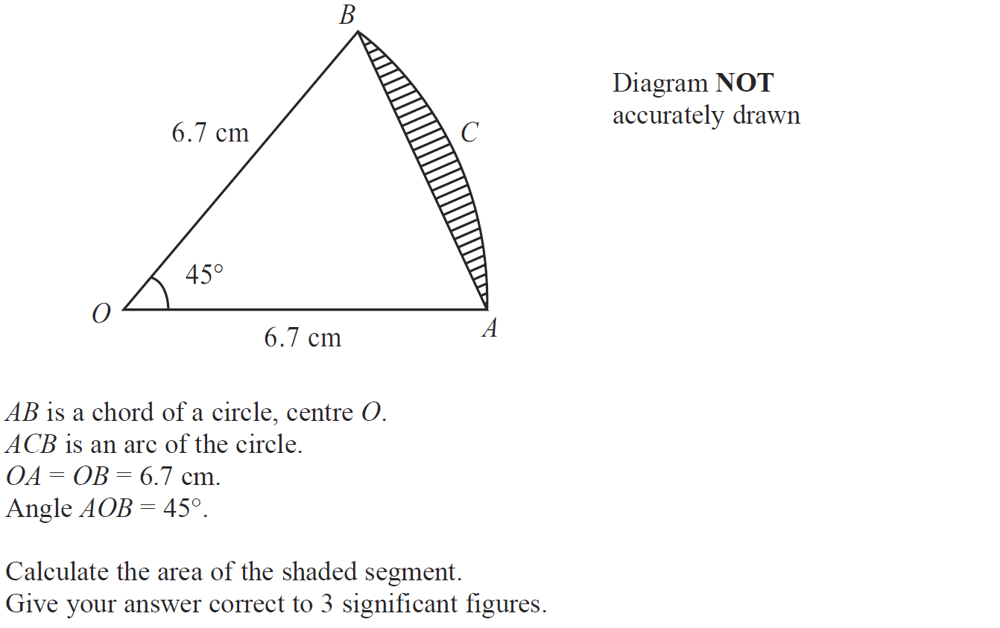 B
Diagram NOT
accurately drawn
6.7 cm
C
45°
O
A
6.7 cm
AB is a chord of a circle, centre O.
ACB is an arc of the circle.
OA = OB = 6.7 cm.
Angle AOB = 45°.
Calculate the area of the shaded segment.
Give your answer correct to 3 significant figures.